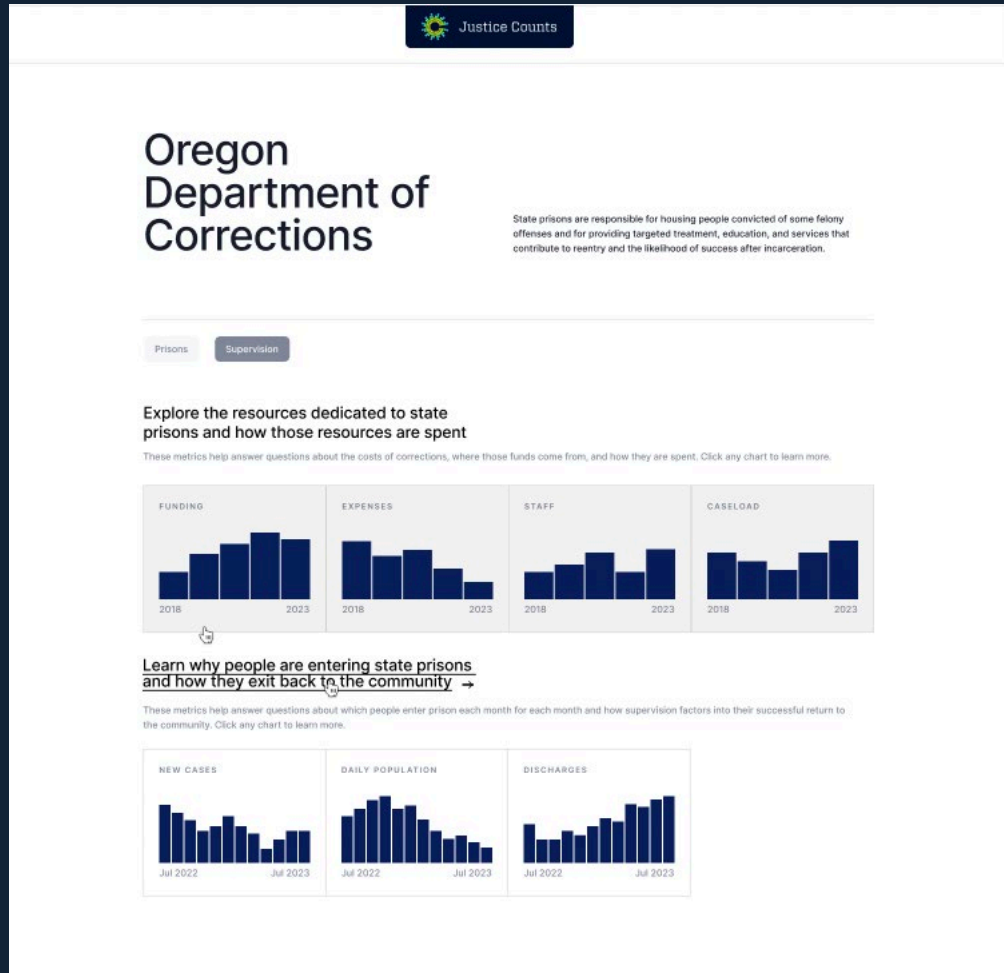 Justice Counts
Oregon
Department of
Corrections
State prisons are responsible for housing people convicted of some felony
offenses and for providing targeted treatment, education, and services that
contribute to reentry and the likelihood of success after incarceration.
Prisons
Supervision
Explore the resources dedicated to state
prisons and how those resources are spent
These metrics help answer questions about the costs of corrections, where those funds come from, and how they are spent. Click any chart to learn more.
FUNDING
2018 2023
EXPENSES
2018 2023
STAFF
2018 2023
CASELOAD
2018 2023
Learn why people are entering state prisons
and how they exit back to the community →
These metrics help answer questions about which people enter prison each month for each month and how supervision factors into their successful return to
the community. Click any chart to learn more.
NEW CASES
Jul 2022 Jul 2023
DAILY POPULATION
Jul 2022 Jul 2023
DISCHARGES
Jul 2022 Jul 2023